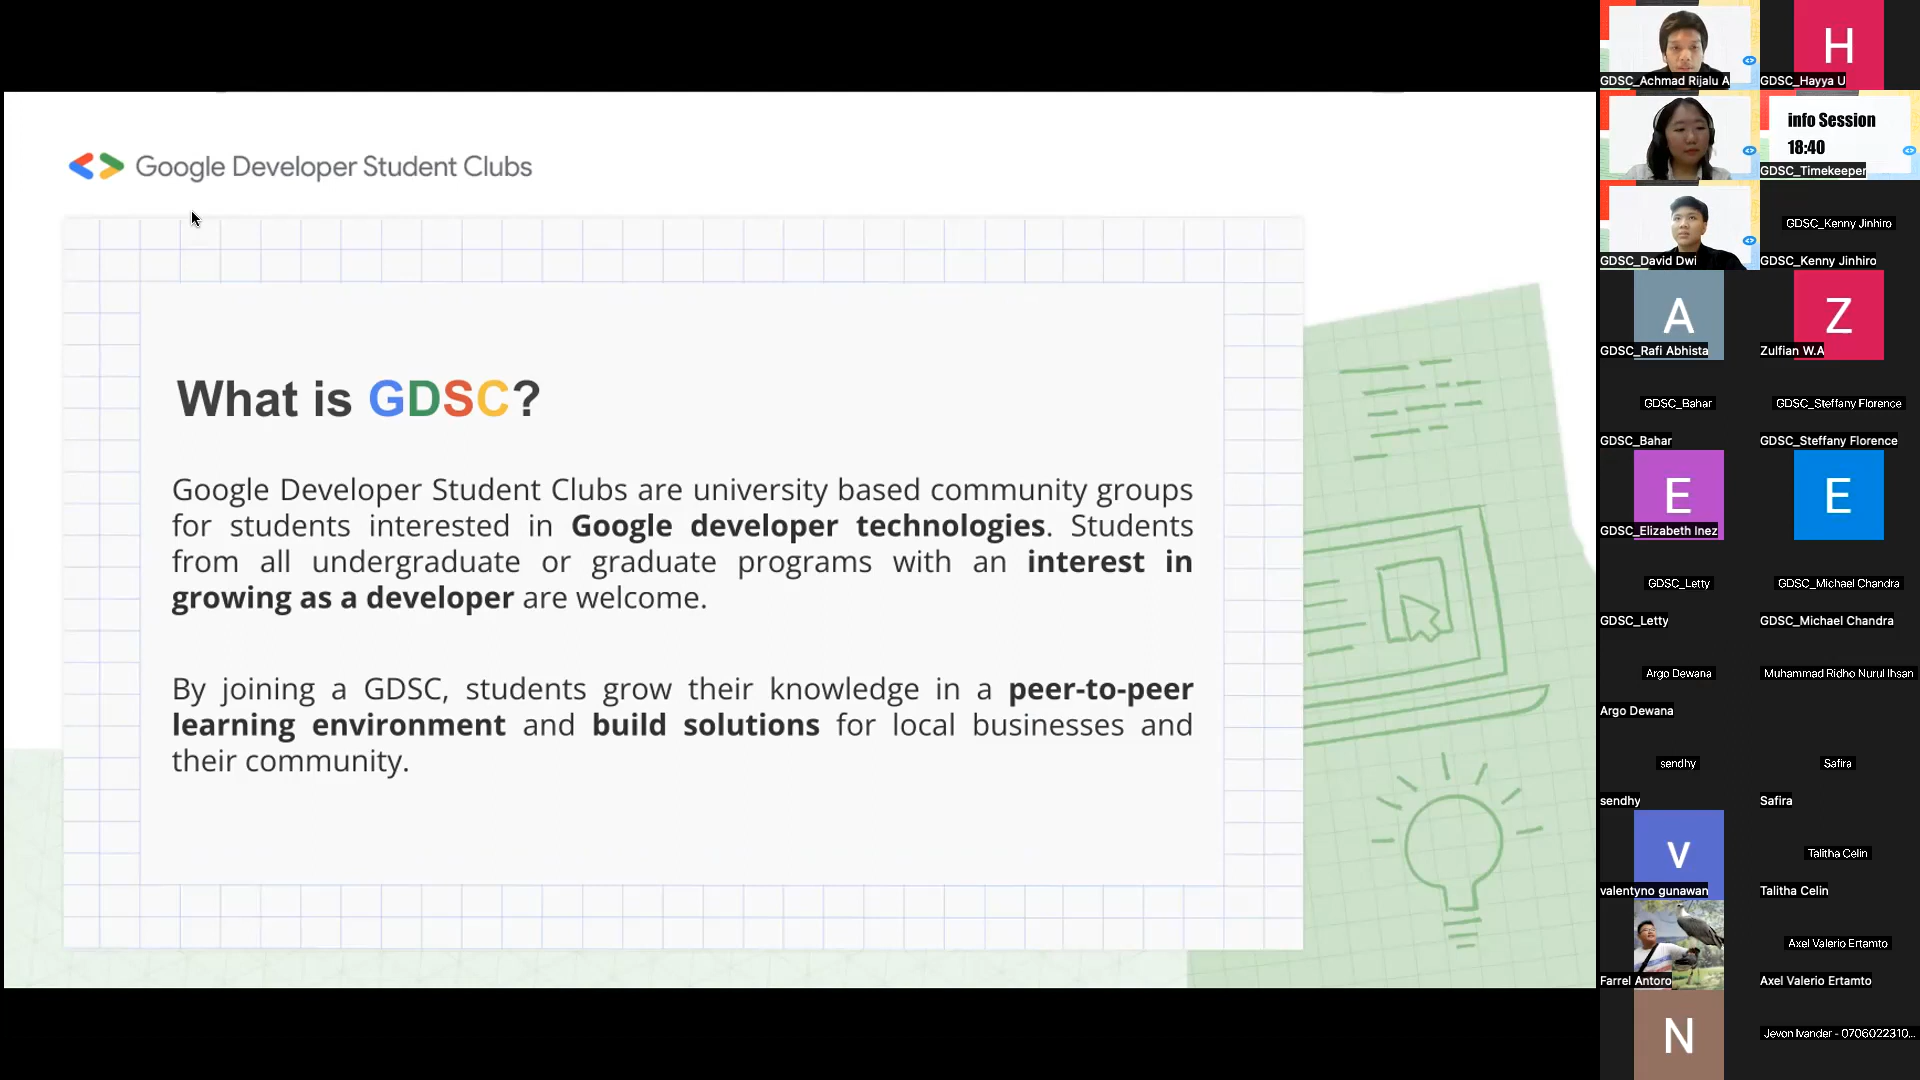 Google Developer Student Clubs
What is GDSC?
Google Developer Student Clubs are university based community groups
for students interested in Google developer technologies. Students
from all undergraduate or graduate programs with an interest in
growing as a developer are welcome.
By joining a GDSC, students grow their knowledge in a peer-to-peer
learning environment and build solutions for local businesses and
their community.
GDSC_Achmad Rijalu A
H
GDSC_Hayya U
info Session
18:40
GDSC_Timekeeper
GDSC_David Dwi
GDSC_Kenny Jinhiro
GDSC_Kenny Jinhiro
A
GDSC_Rafi Abhista
Z
Zulfian W.A
GDSC_Bahar
GDSC_Bahar
GDSC_Steffany Florence
GDSC_Steffany Florence
E
GDSC_Elizabeth Inez
E
GDSC_Letty
GDSC_Letty
GDSC_Michael Chandra
GDSC_Michael Chandra
Argo Dewana
Argo Dewana
Muhammad Ridho Nurul Ihsan
sendhy
sendhy
Safira
Safira
v
valentyno gunawan
Talitha Celin
Talitha Celin
Farrel Antoro
Axel Valerio Ertamto
Axel Valerio Ertamto
N
Jevon Ivander - 0706022310...